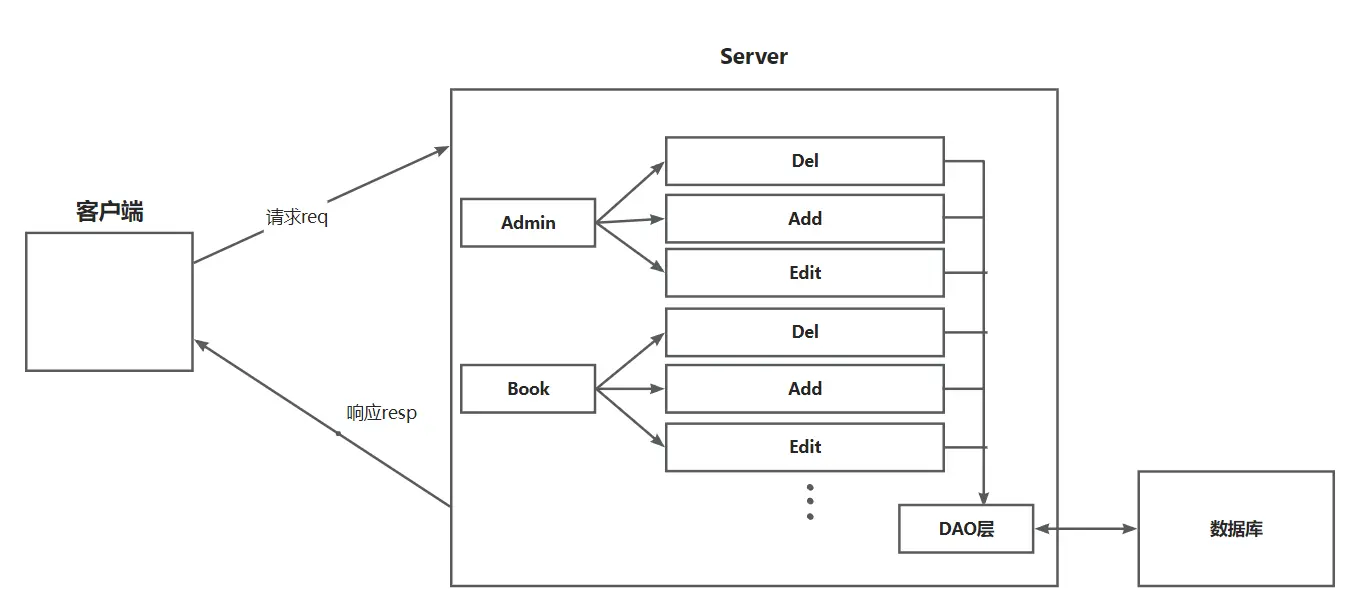 Server
客户端
请求req
响应resp
Admin
Del
Add
Edit
Book
Del
Add
Edit
DAO层
数据库